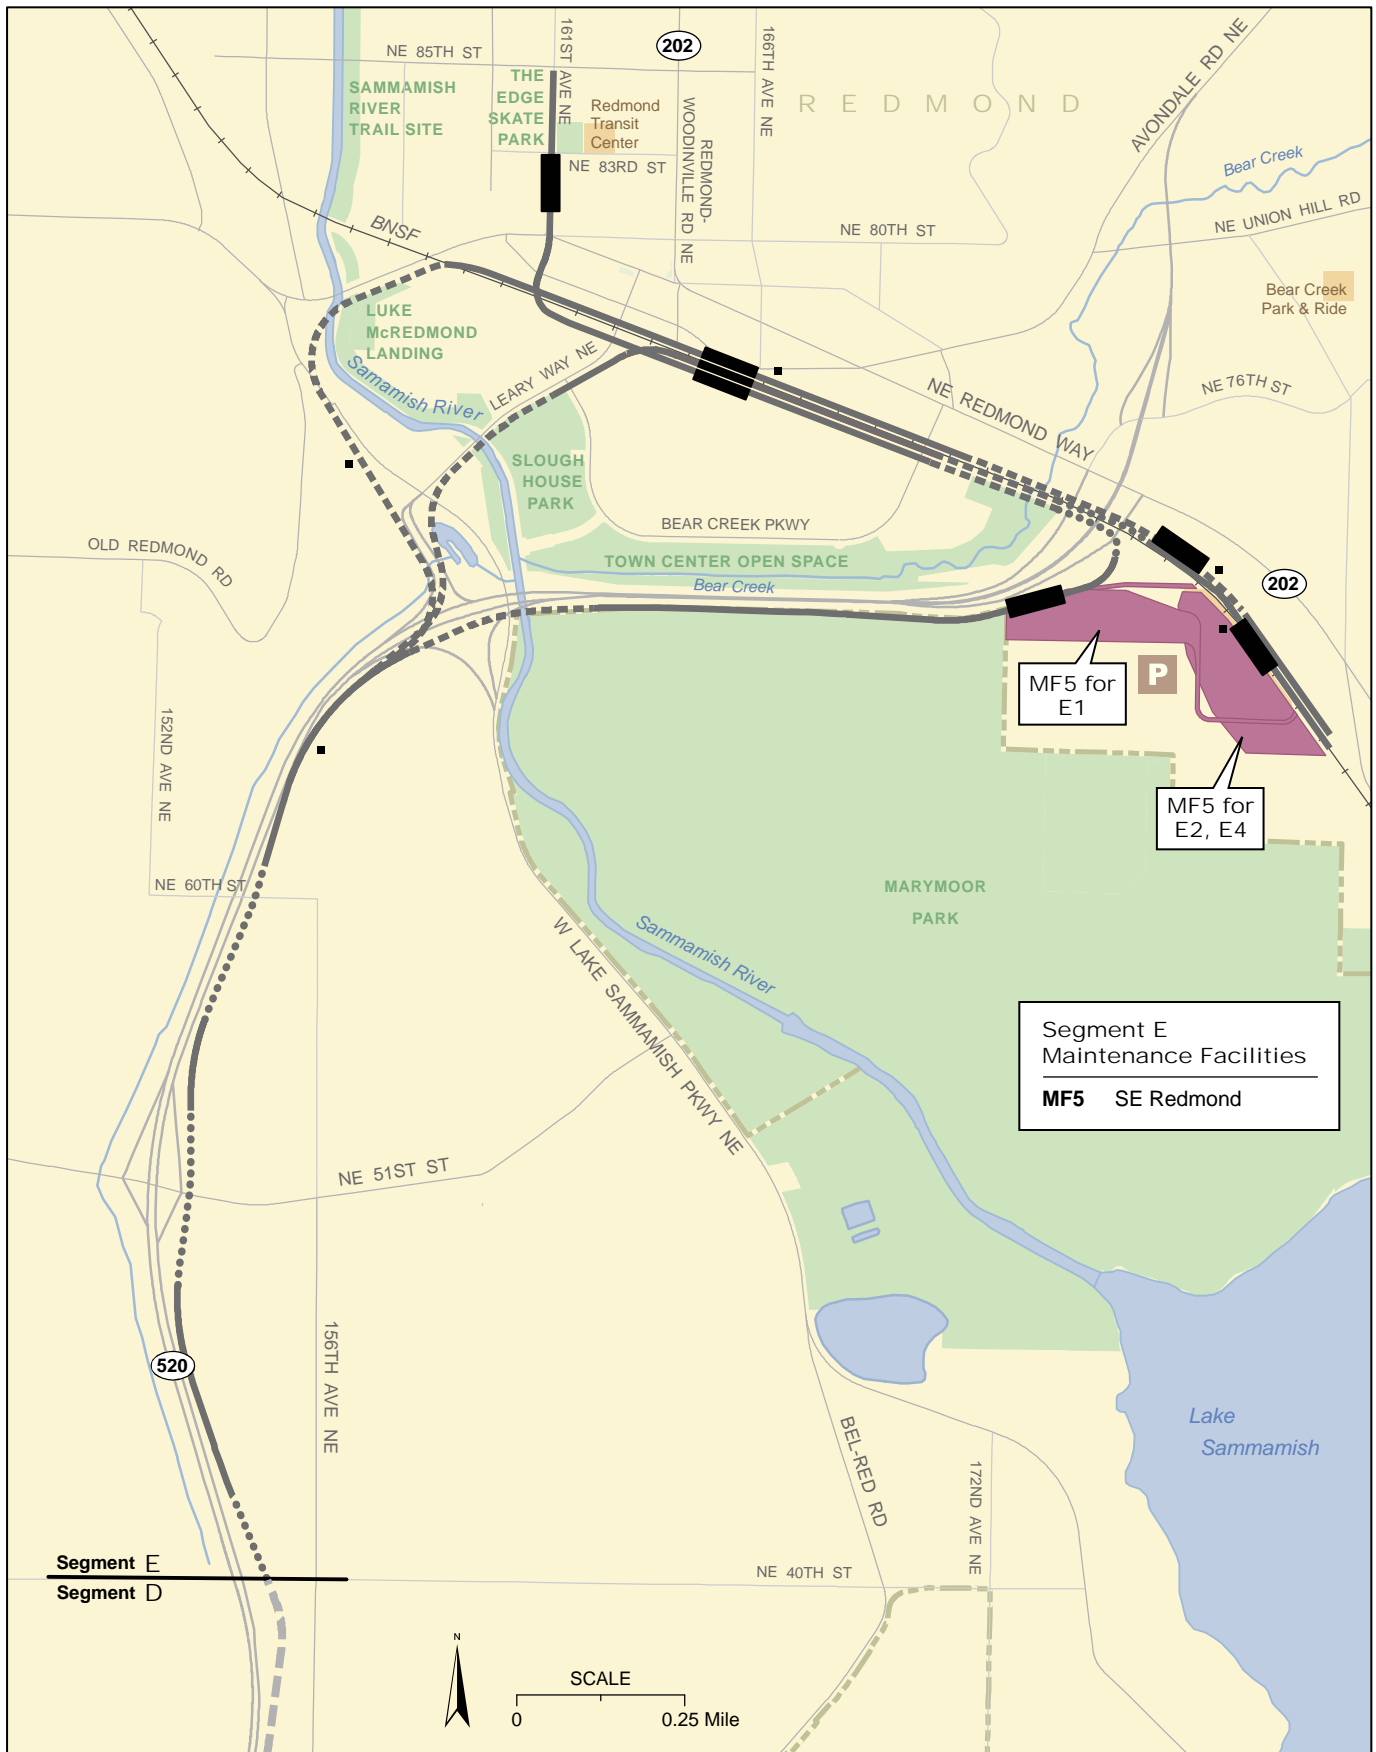 NE 85TH ST
161ST AVE NE
202
166TH AVE NE
AVONDALE RD NE
REDMOND
THE
EDGE
SKATE
PARK
SAMMAMISH
RIVER
TRAIL SITE
Redmond
Transit
Center
REDMOND-
WOODINVILLE RD NE
NE 83RD ST
Bear Creek
NE UNION HILL RD
BNSF
NE 80TH ST
Bear Creek
Park & Ride
LUKE
McREDMOND
LANDING
Samamish River
LEARY WAY NE
NE REDMOND WAY
NE 76TH ST
SLOUGH
HOUSE
PARK
BEAR CREEK PKWY
OLD REDMOND RD
TOWN CENTER OPEN SPACE
Bear Creek
202
MF5 for
E1
P
152ND AVE NE
MF5 for
E2, E4
NE 60TH ST
MARYMOOR
PARK
W LAKE SAMMAMISH PKWY NE
Sammamish River
Segment E
Maintenance Facilities
MF5 SE Redmond
NE 51ST ST
156TH AVE NE
520
BEL-RED RD
172ND AVE NE
Lake
Sammamish
Segment E
Segment D
NE 40TH ST
N
SCALE
0 0.25 Mile